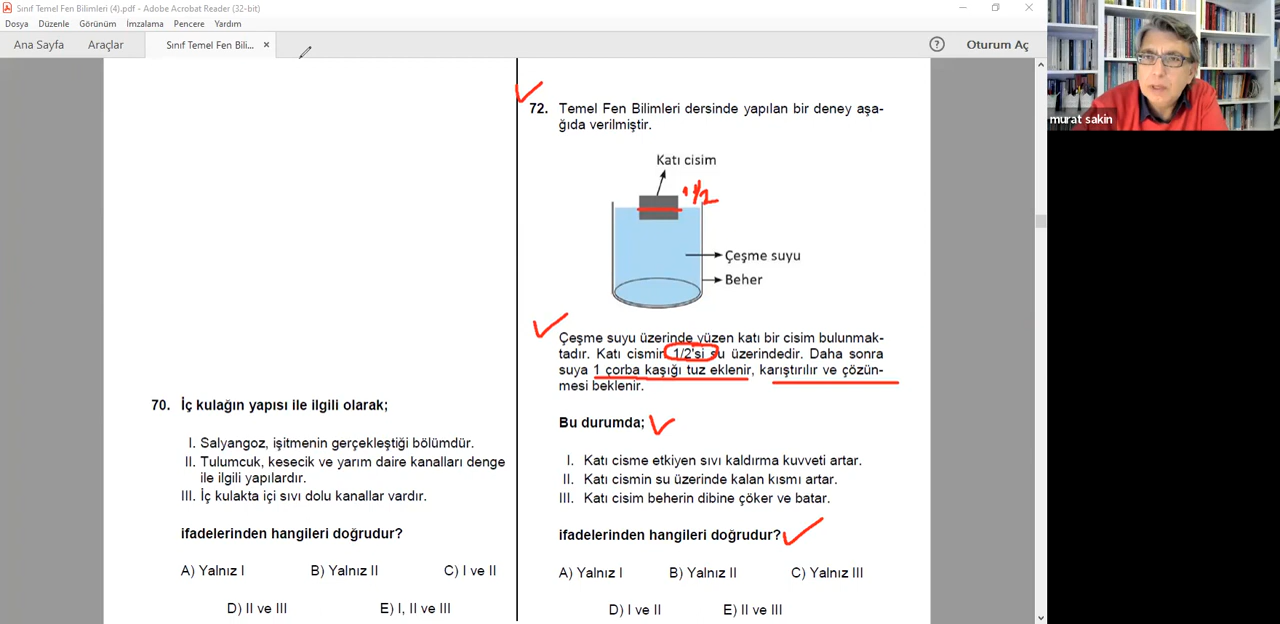 Sınıf Temel Fen Bilimleri (4).pdf - Adobe Acrobat Reader (32-bit)
Dosya Düzenle Görünüm İmzalama Pencere Yardım
Ana Sayfa Araçlar Sınıf Temel Fen Bili... × ? Oturum Aç
murat sakin
70. İç kulağın yapısı ile ilgili olarak;
I. Salyangoz, işitmenin gerçekleştiği bölümdür.
II. Tulumcuk, kesecik ve yarım daire kanalları denge
ile ilgili yapılardır.
III. İç kulakta içi sıvı dolu kanallar vardır.
ifadelerinden hangileri doğrudur?
A) Yalnız I B) Yalnız II C) I ve II
D) II ve III E) I, II ve III
72. Temel Fen Bilimleri dersinde yapılan bir deney aşa-
ğıda verilmiştir.
Katı cisim
1/2
Çeşme suyu
Beher
Çeşme suyu üzerinde yüzen katı bir cisim bulunmak-
tadır. Katı cismin 1/2'si su üzerindedir. Daha sonra
suya 1 çorba kaşığı tuz eklenir, karıştırılır ve çözün-
mesi beklenir.
Bu durumda;
I. Katı cisme etkiyen sıvı kaldırma kuvveti artar.
II. Katı cismin su üzerinde kalan kısmı artar.
III. Katı cisim beherin dibine çöker ve batar.
ifadelerinden hangileri doğrudur?
A) Yalnız I B) Yalnız II C) Yalnız III
D) I ve II E) II ve III